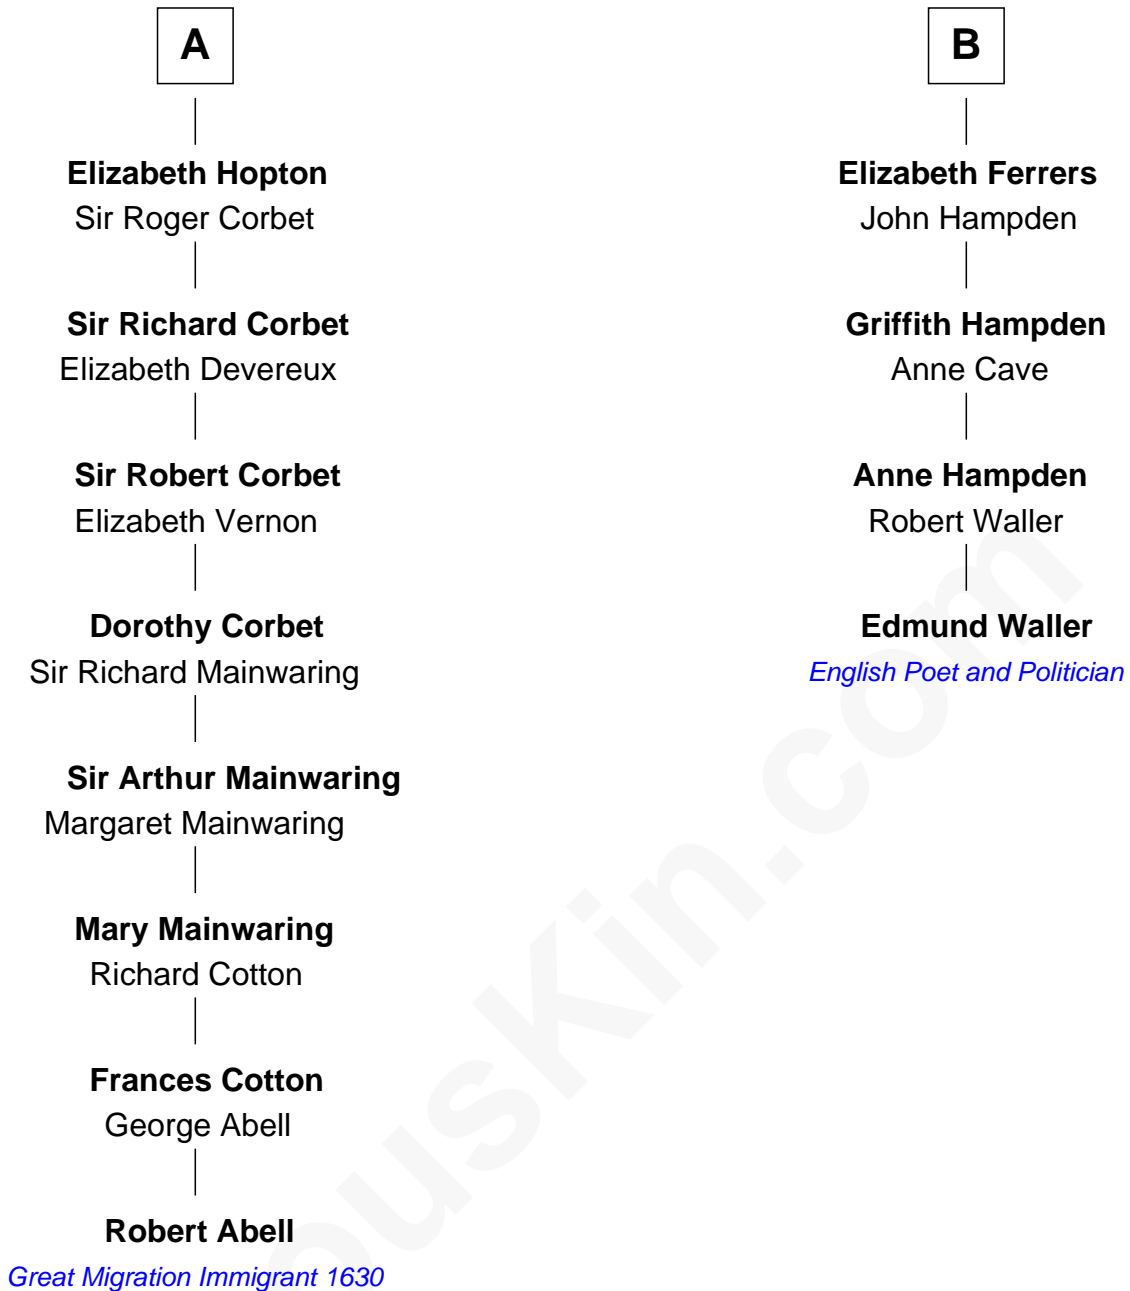 A
Elizabeth Hopton
Sir Roger Corbet
Sir Richard Corbet
Elizabeth Devereux
Sir Robert Corbet
Elizabeth Vernon
Dorothy Corbet
Sir Richard Mainwaring
Sir Arthur Mainwaring
Margaret Mainwaring
Mary Mainwaring
Richard Cotton
Frances Cotton
George Abell
Robert Abell
Great Migration Immigrant 1630
B
Elizabeth Ferrers
John Hampden
Griffith Hampden
Anne Cave
Anne Hampden
Robert Waller
Edmund Waller
English Poet and Politician
ousKin.com